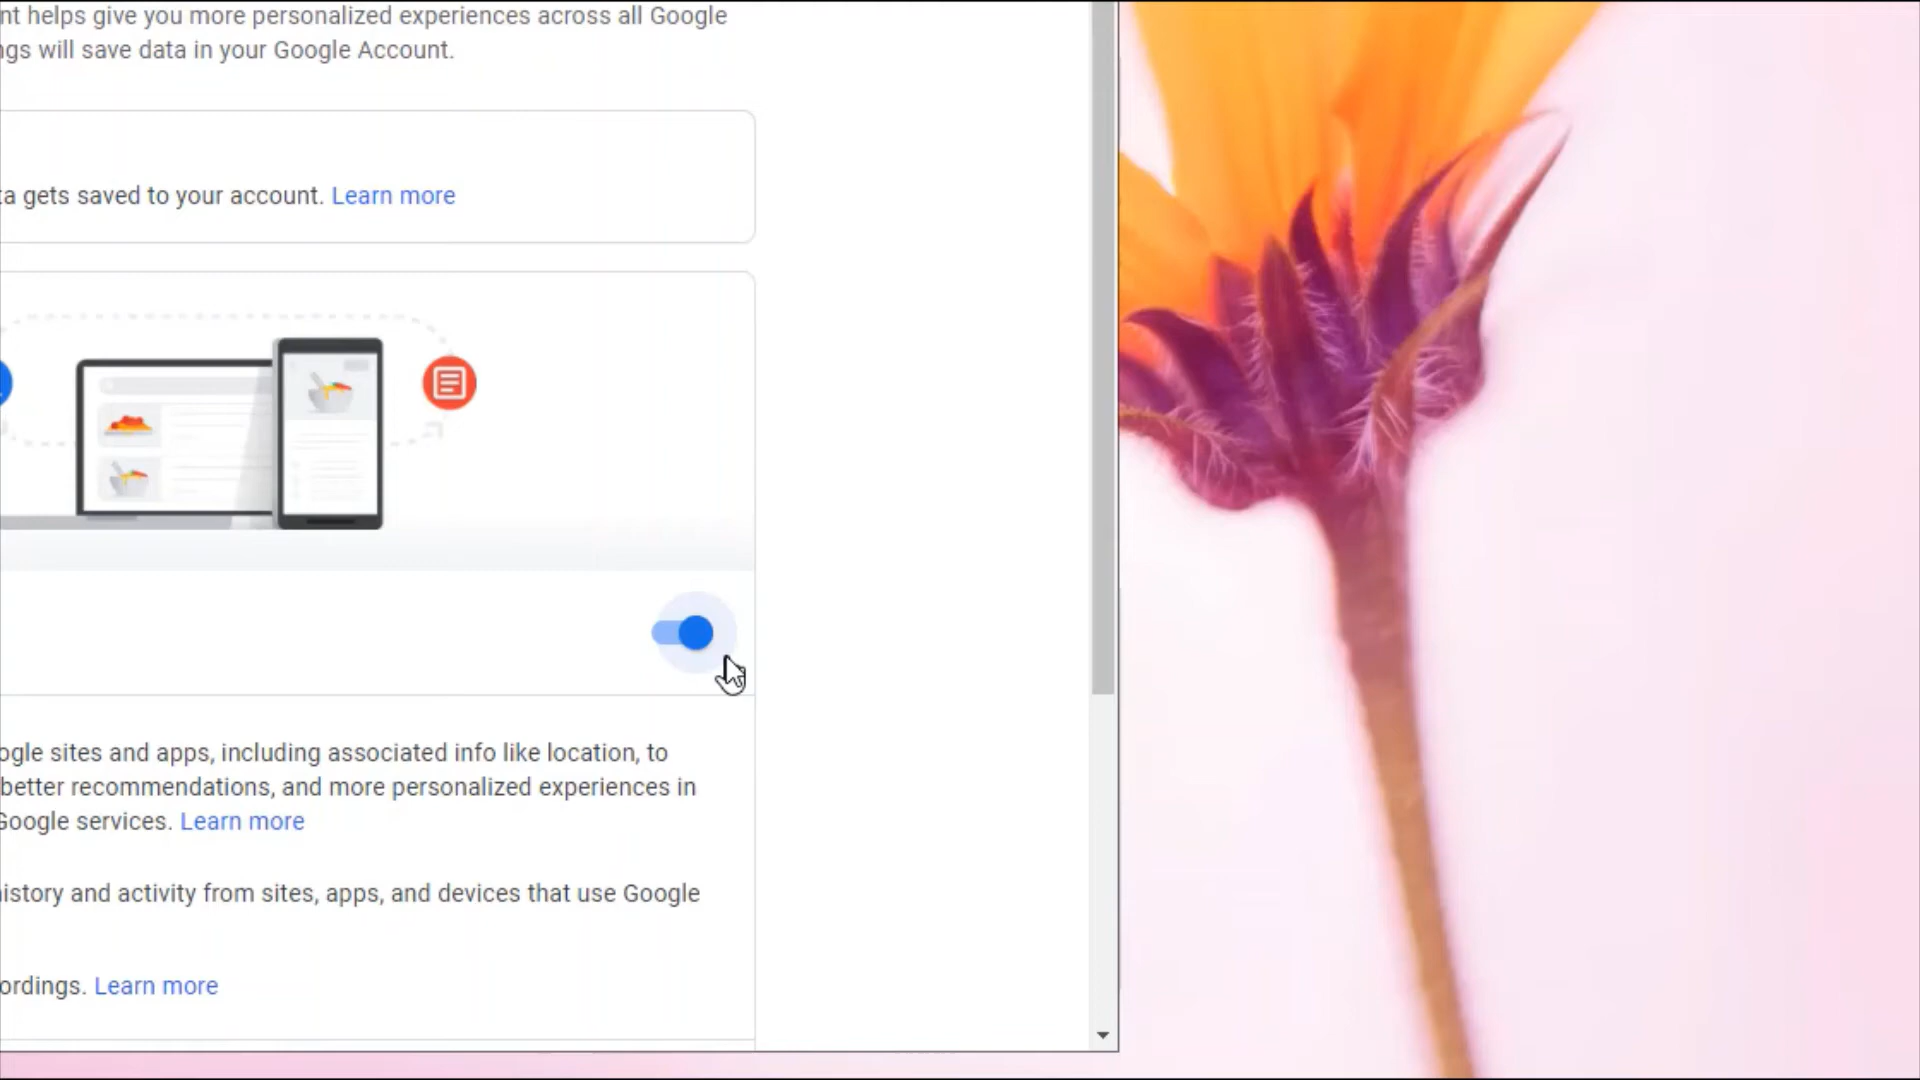 nt helps give you more personalized experiences across all Google
ngs will save data in your Google Account.
ta gets saved to your account. Learn more
ogle sites and apps, including associated info like location, to
better recommendations, and more personalized experiences in
Google services. Learn more
history and activity from sites, apps, and devices that use Google
ordings. Learn more